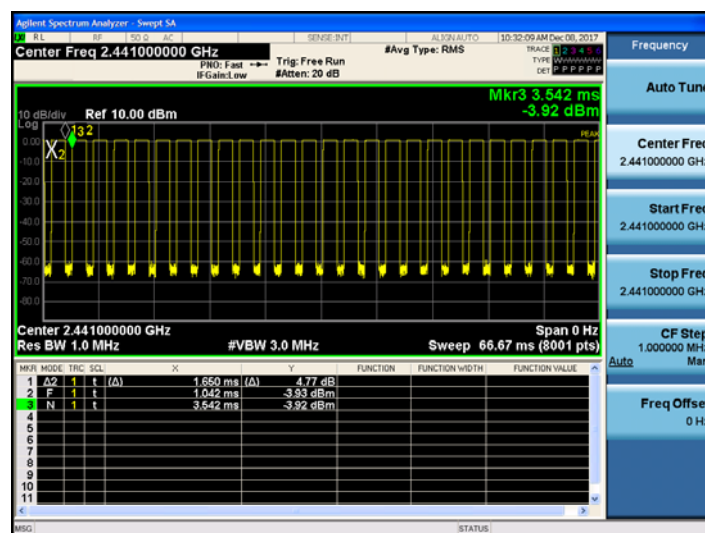 Agilent Spectrum Analyzer - Swept SA
RL RF 50 Ω AC SENSE:INT ALIGN AUTO 10:32:09 AM Dec 08, 2017
Center Freq 2.441000000 GHz #Avg Type: RMS TRACE 1 2 3 4 5 6
PNO: Fast Trig: Free Run TYPE
IFGain:Low #Atten: 20 dB DET P P P P P P
Mkr3 3.542 ms
-3.92 dBm
10 dB/div Ref 10.00 dBm
Log
1 3 2
PEAK
0.00
X2
-10.0
-20.0
-30.0
-40.0
-50.0
-60.0
-70.0
-80.0
Center 2.441000000 GHz Span 0 Hz
Res BW 1.0 MHz #VBW 3.0 MHz Sweep 66.67 ms (8001 pts)
MKR MODE TRC SCL X Y FUNCTION FUNCTION WIDTH FUNCTION VALUE
1 Δ2 1 t (Δ) 1.650 ms (Δ) 4.77 dB
2 F 1 t 1.042 ms -3.93 dBm
3 N 1 t 3.542 ms -3.92 dBm
4
5
6
7
8
9
10
11
MSG STATUS
Frequency
Auto Tune
Center Freq
2.441000000 GHz
Start Freq
2.441000000 GHz
Stop Freq
2.441000000 GHz
CF Step
1.000000 MHz
Auto Man
Freq Offset
0 Hz